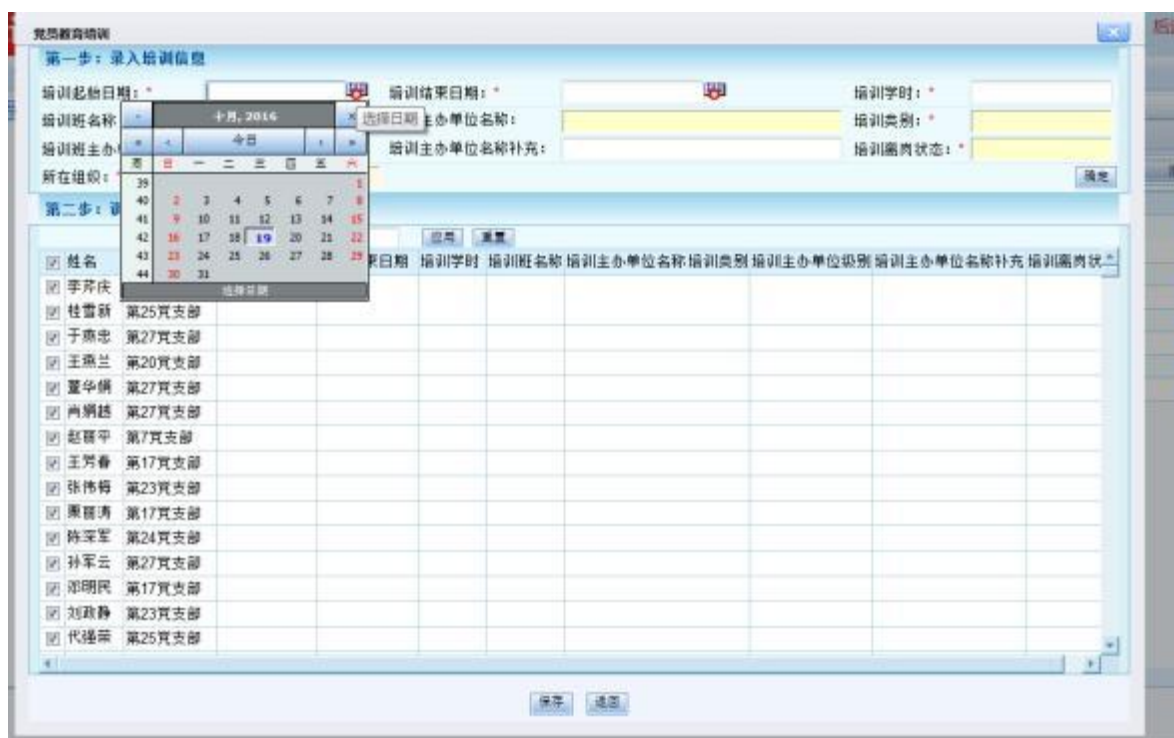 党员教育培训
第一步：录入培训信息
培训起始日期：* 培训结束日期：* 培训学时：*
培训班名称 主办单位名称： 培训类别：*
选择日期
培训班主办 培训主办单位名称补充： 培训离岗状态：*
所在组织：* 确定
十月, 2016
今日
周 日 一 二 三 四 五 六
39 1
40 2 3 4 5 6 7 8
41 9 10 11 12 13 14 15
42 16 17 18 19 20 21 22
43 23 24 25 26 27 28 29
44 30 31
选择日期
第二步：
应用 重置
姓名 束日期 培训学时 培训班名称 培训主办单位名称 培训类别 培训主办单位级别 培训主办单位名称补充 培训离岗状
李芹庆
桂雪新 第25党支部
于燕忠 第27党支部
王燕兰 第20党支部
董华娟 第27党支部
肖娟越 第27党支部
赵丽平 第7党支部
王芳春 第17党支部
张伟梅 第23党支部
栗丽涛 第17党支部
陈深军 第24党支部
孙军云 第27党支部
邓明民 第17党支部
刘政静 第23党支部
代强荣 第25党支部
保存 返回